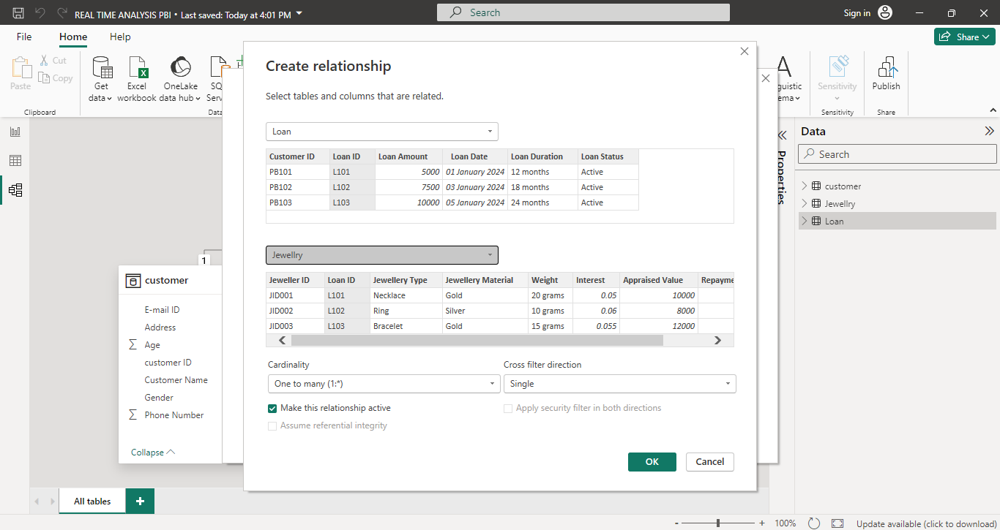 REAL TIME ANALYSIS PBI • Last saved: Today at 4:01 PM
Search
Sign in
File Home Help
Share
Paste
Cut
Copy
Clipboard
Get data
Excel workbook
OneLake data hub
SQ
Serv
Data
guistic
ema
Sensitivity
Sensitivity
Publish
Share
Create relationship
Select tables and columns that are related.
Loan
Customer ID Loan ID Loan Amount Loan Date Loan Duration Loan Status
PB101 L101 5000 01 January 2024 12 months Active
PB102 L102 7500 03 January 2024 18 months Active
PB103 L103 10000 05 January 2024 24 months Active
Jewellry
Jeweller ID Loan ID Jewellery Type Jewellery Material Weight Interest Appraised Value Repayme
JID001 L101 Necklace Gold 20 grams 0.05 10000
JID002 L102 Ring Silver 10 grams 0.06 8000
JID003 L103 Bracelet Gold 15 grams 0.055 12000
Cardinality
One to many (1:*)
Cross filter direction
Single
Make this relationship active
Apply security filter in both directions
Assume referential integrity
OK
Cancel
1
customer
E-mail ID
Address
Age
customer ID
Customer Name
Gender
Phone Number
Collapse
Properties
Data
Search
customer
Jewellry
Loan
All tables
- + 100%
Update available (click to download)